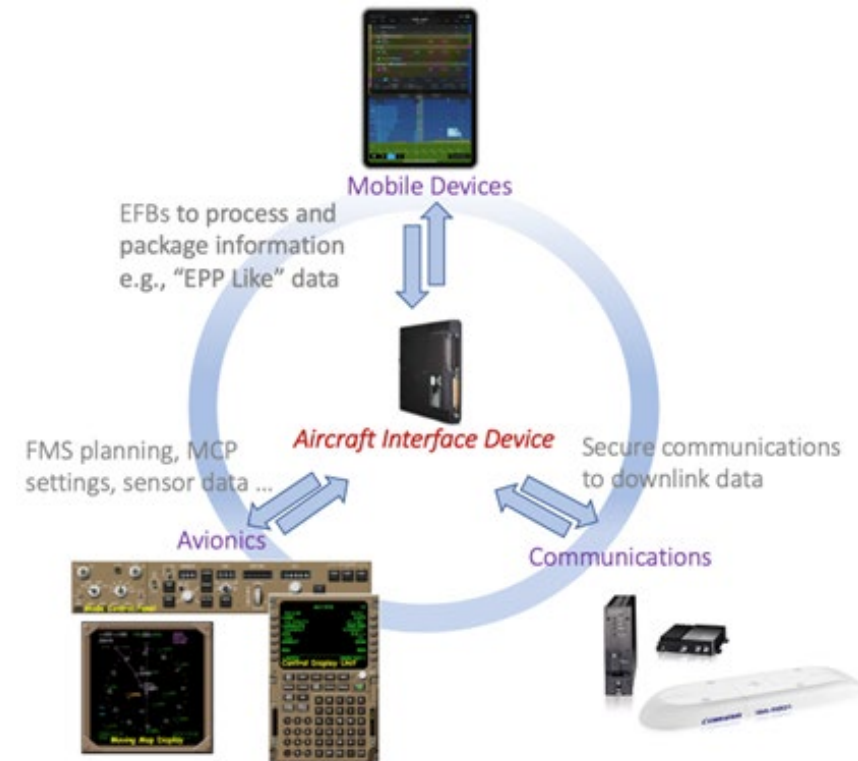 Mobile Devices
EFBs to process and
package information
e.g., “EPP Like” data
Aircraft Interface Device
FMS planning, MCP
settings, sensor data ...
Secure communications
to downlink data
Avionics
Communications
Mode Control Panel
Control Display Unit
Moving Map Display